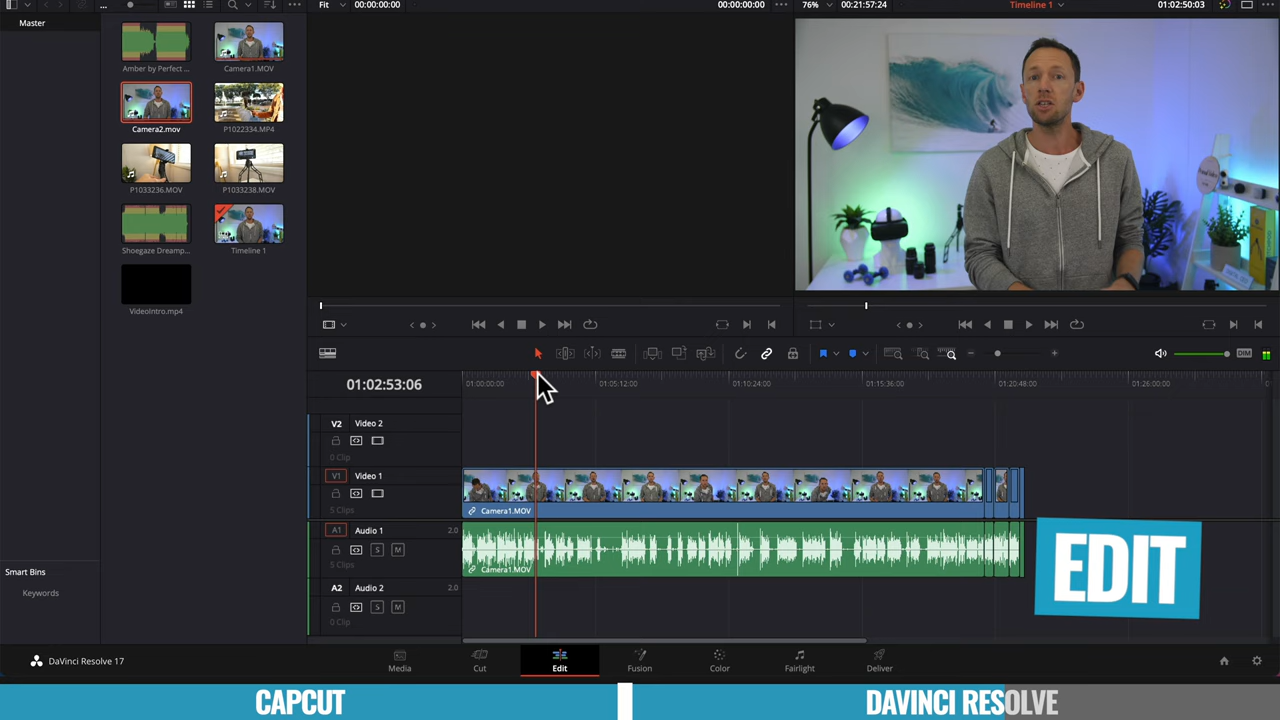 Fit 00:00:00:00 00:00:00:00 76% 00:21:57:24 Timeline 1 01:02:50:03
Master
Amber by Perfect ... Camera1.MOV
Camera2.mov P1022334.MP4
P1033236.MOV P1033238.MOV
Shoegaze Dreamp... Timeline 1
VideoIntro.mp4
DIM
01:02:53:06 01:00:00:00 01:05:12:00 01:10:24:00 01:15:36:00 01:20:48:00 01:26:00:00
V2 Video 2
0 Clip
V1 Video 1
5 Clips Camera1.MOV
A1 Audio 1 2.0
S M
5 Clips Camera1.MOV
A2 Audio 2 2.0
S M
0 Clip
EDIT
Smart Bins
Keywords
DaVinci Resolve 17 Media Cut Edit Fusion Color Fairlight Deliver
CAPCUT DAVINCI RESOLVE